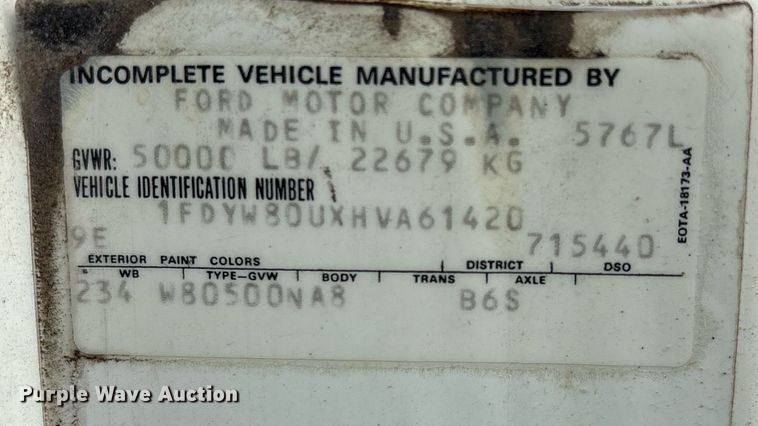 INCOMPLETE VEHICLE MANUFACTURED BY
FORD MOTOR COMPANY
MADE IN U.S.A. 5767L
GVWR: 50000 LB/ 22679 KG
VEHICLE IDENTIFICATION NUMBER
1FDYW80UXHVA61420
9E 715440
EXTERIOR PAINT COLORS DISTRICT DSO
WB TYPE-GVW BODY TRANS AXLE
234 W80500NA8 B6S
EOTA-18173-AA
Purple Wave Auction